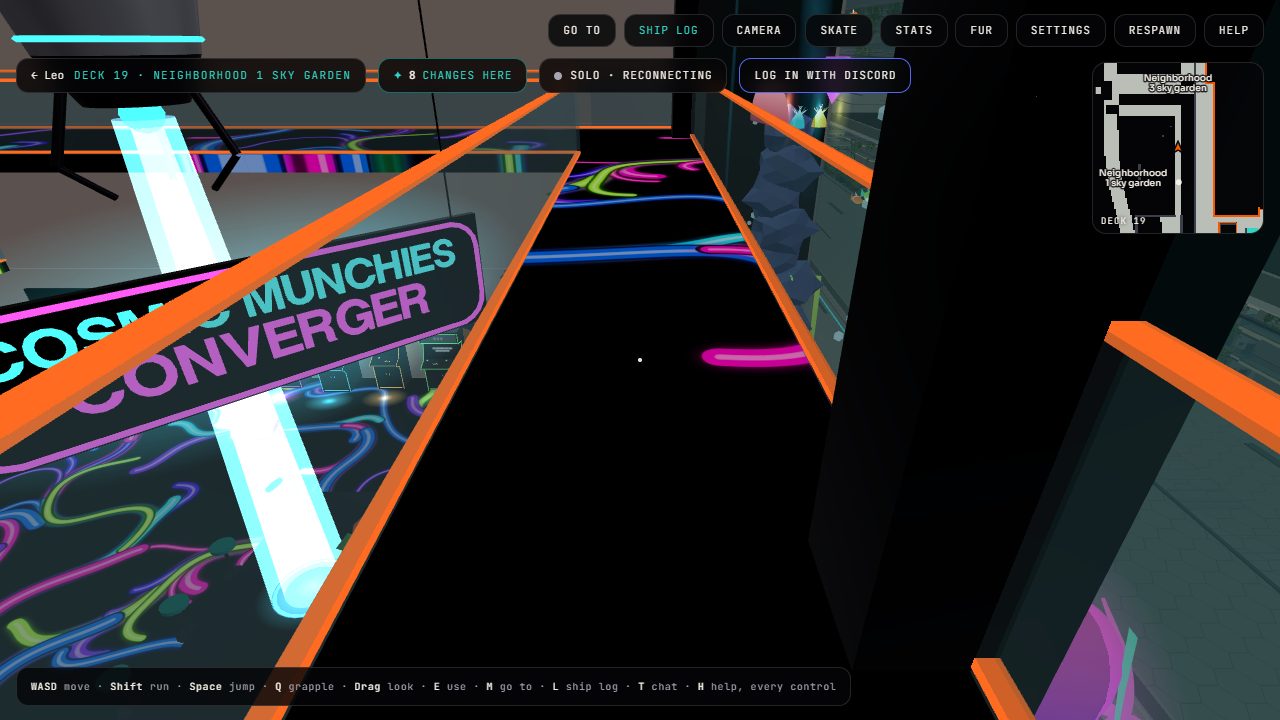 GO TO
SHIP LOG
CAMERA
SKATE
STATS
FUR
SETTINGS
RESPAWN
HELP
← Leo DECK 19 · NEIGHBORHOOD 1 SKY GARDEN
✦ 8 CHANGES HERE
SOLO · RECONNECTING
LOG IN WITH DISCORD
Neighborhood
3 sky garden
Neighborhood
1 sky garden
DECK 19
COSMIC MUNCHIES
CONVERGER
WASD move · Shift run · Space jump · Q grapple · Drag look · E use · M go to · L ship log · T chat · H help, every control